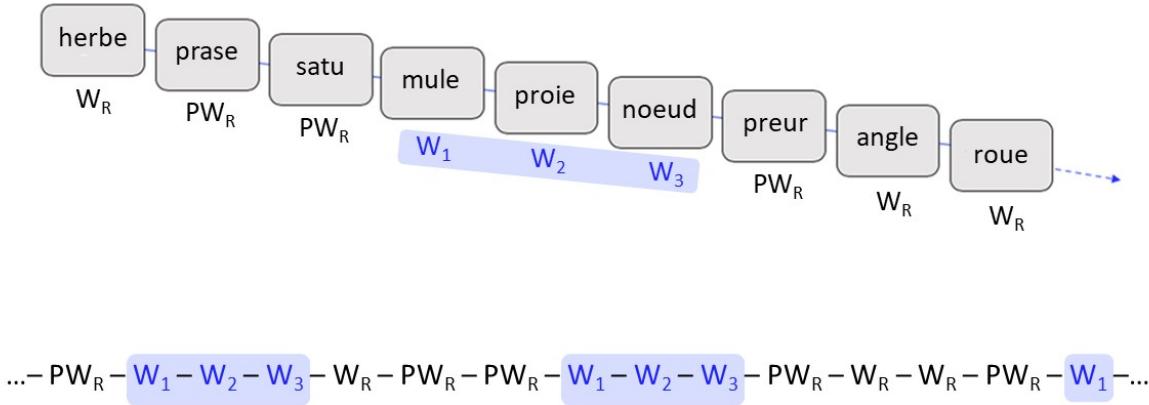 herbe prase satu mule proie noeud preur angle roue
W_R PW_R PW_R W_1 W_2 W_3 PW_R W_R W_R
...– PW_R – W_1 – W_2 – W_3 – W_R – PW_R – PW_R – W_1 – W_2 – W_3 – PW_R – W_R – W_R – PW_R – W_1 –...